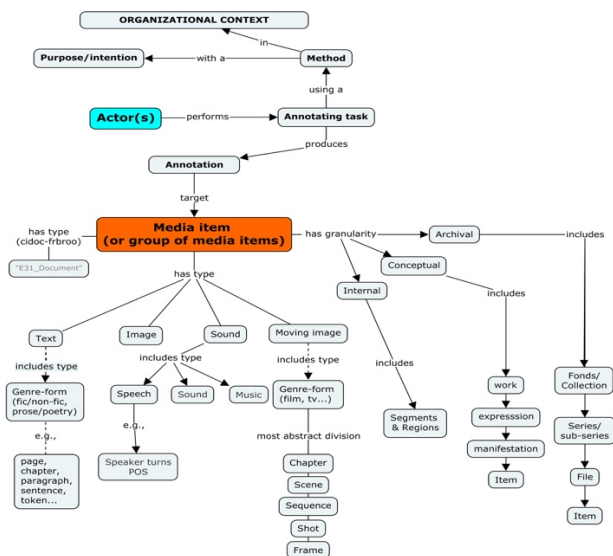 ORGANIZATIONAL CONTEXT
in
Purpose/intention
with a
Method
using a
Actor(s)
performs
Annotating task
produces
Annotation
target
has type
(cidoc-frbroo)
Media item
(or group of media items)
has granularity
Archival
includes
"E31_Document"
has type
Conceptual
Internal
includes
Text
Image
Sound
Moving image
includes type
includes type
includes type
includes
Genre-form
(fic/non-fic,
prose/poetry)
Speech
Sound
Music
Genre-form
(film, tv...)
work
Fonds/
Collection
e.g.,
e.g.,
Segments
& Regions
expresssion
Series/
sub-series
most abstract division
manifestation
page,
chapter,
paragraph,
sentence,
token...
Speaker turns
POS
Chapter
Scene
Sequence
Shot
Frame
Item
File
Item